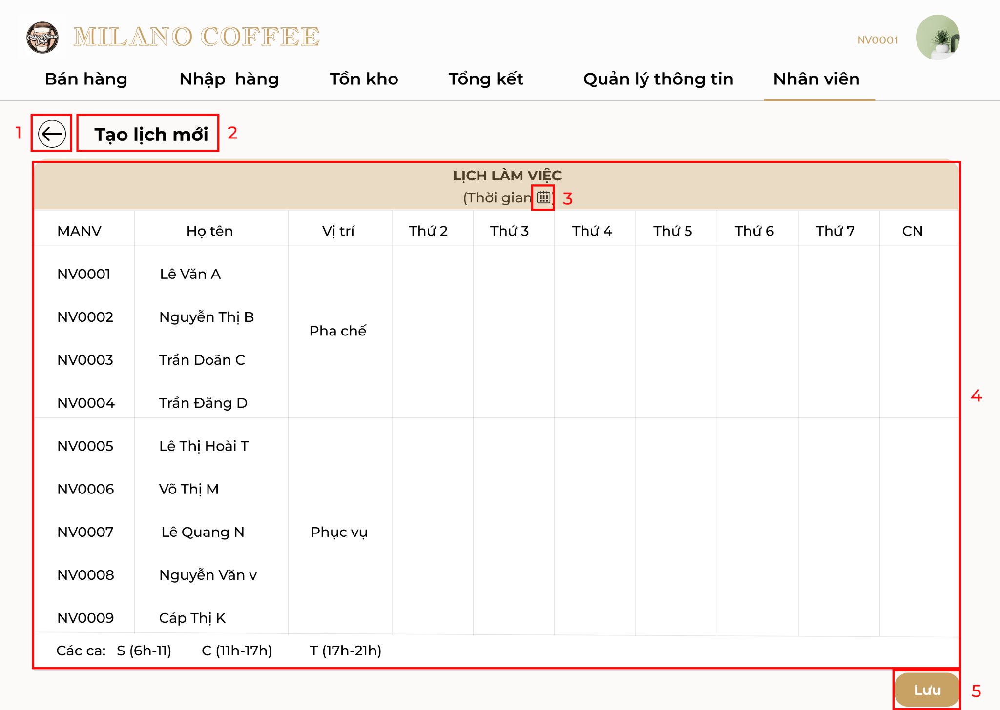 Coffee Milano
Cafe
MILANO COFFEE
NV0001
Bán hàng Nhập hàng Tồn kho Tổng kết Quản lý thông tin Nhân viên
1 Tạo lịch mới 2
LỊCH LÀM VIỆC
(Thời gian ) 3
MANV Họ tên Vị trí Thứ 2 Thứ 3 Thứ 4 Thứ 5 Thứ 6 Thứ 7 CN
NV0001 Lê Văn A
NV0002 Nguyễn Thị B
Pha chế
NV0003 Trần Doãn C
4
NV0004 Trần Đăng D
NV0005 Lê Thị Hoài T
NV0006 Võ Thị M
NV0007 Lê Quang N Phục vụ
NV0008 Nguyễn Văn v
NV0009 Cáp Thị K
Các ca: S (6h-11) C (11h-17h) T (17h-21h)
Lưu 5